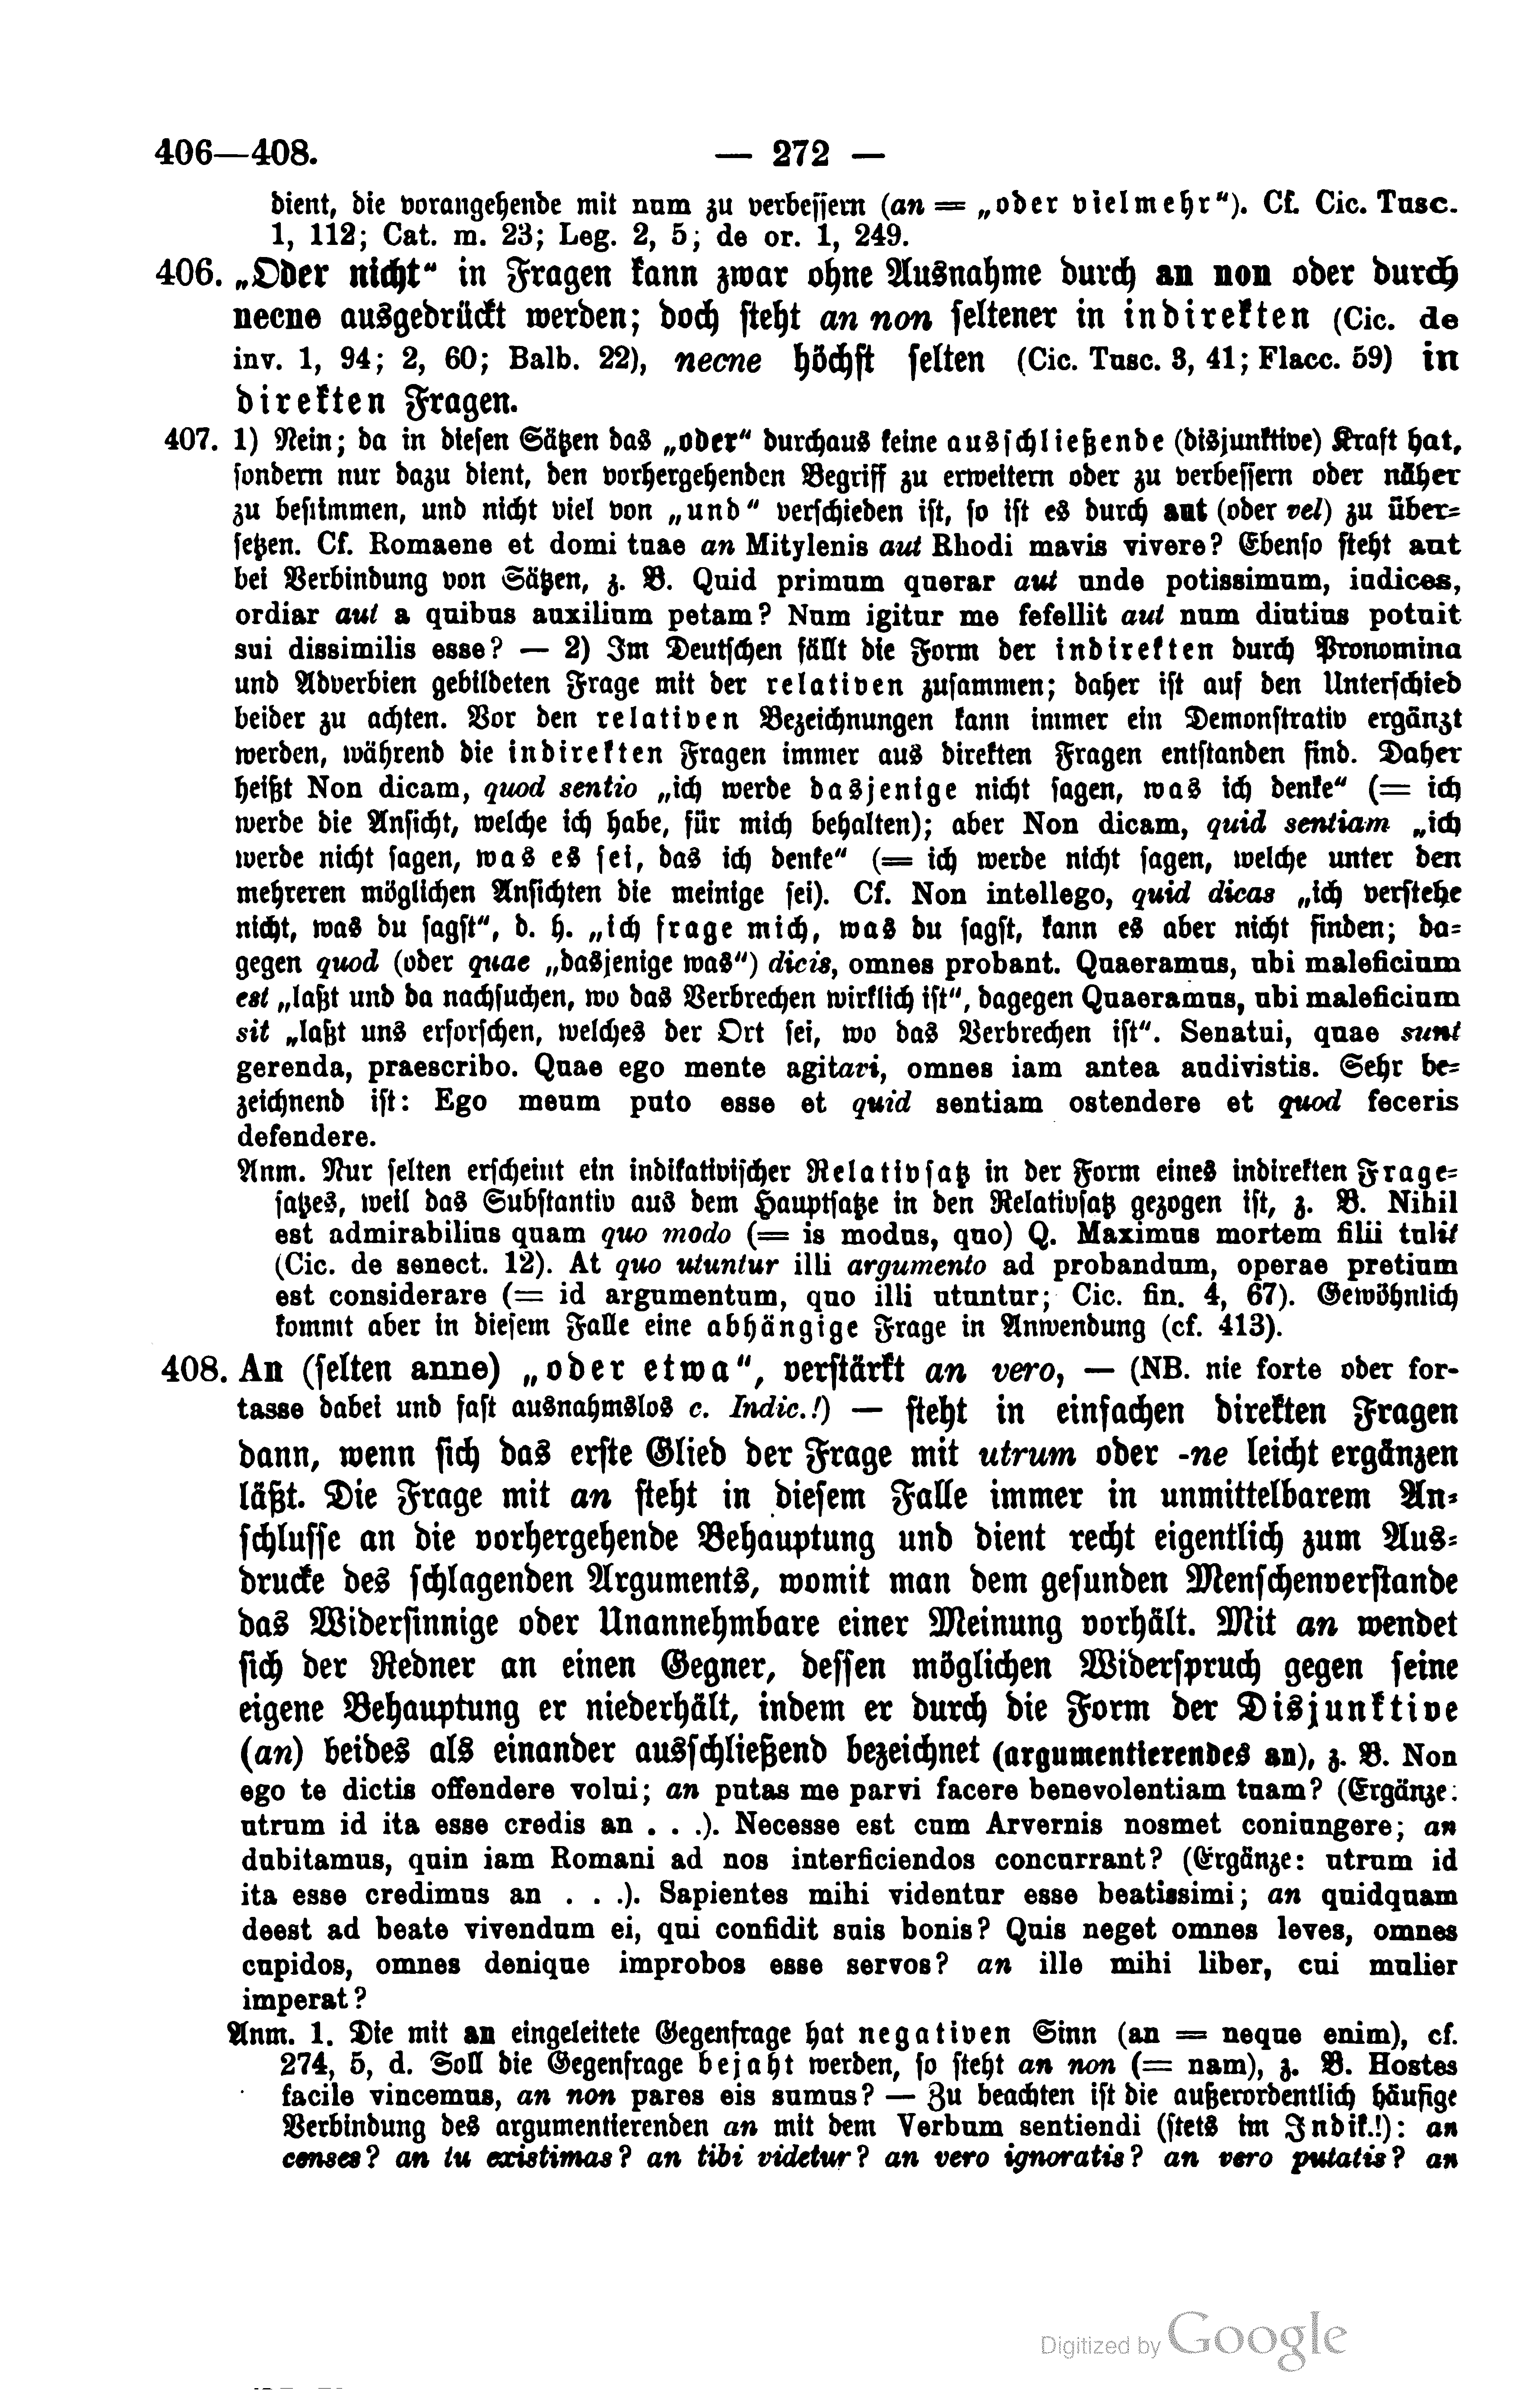 406—408. — 272 —
dient, die vorangehende mit num zu verbessern (an = „oder vielmehr“). Cf. Cic. Tusc.
1, 112; Cat. m. 23; Leg. 2, 5; de or. 1, 249.
406. „Oder nicht“ in Fragen kann zwar ohne Ausnahme durch an non oder durch
necne ausgedrückt werden; doch steht an non seltener in indirekten (Cic. de
inv. 1, 94; 2, 60; Balb. 22), necne höchst selten (Cic. Tusc. 3, 41; Flacc. 59) in
direkten Fragen.
407. 1) Nein; da in diesen Sätzen das „oder“ durchaus keine ausschließende (disjunktive) Kraft hat,
sondern nur dazu dient, den vorhergehenden Begriff zu erweitern oder zu verbessern oder näher
zu bestimmen, und nicht viel von „und“ verschieden ist, so ist es durch aut (oder vel) zu über-
setzen. Cf. Romaene et domi tuae an Mitylenis aut Rhodi mavis vivere? Ebenso steht aut
bei Verbindung von Sätzen, z. B. Quid primum querar aut unde potissimum, iudices,
ordiar aut a quibus auxilium petam? Num igitur me fefellit aut num diutius potuit
sui dissimilis esse? — 2) Im Deutschen fällt die Form der indirekten durch Pronomina
und Adverbien gebildeten Frage mit der relativen zusammen; daher ist auf den Unterschied
beider zu achten. Vor den relativen Bezeichnungen kann immer ein Demonstrativ ergänzt
werden, während die indirekten Fragen immer aus direkten Fragen entstanden sind. Daher
heißt Non dicam, quod sentio „ich werde dasjenige nicht sagen, was ich denke“ (= ich
werde die Ansicht, welche ich habe, für mich behalten); aber Non dicam, quid sentiam „ich
werde nicht sagen, was es sei, das ich denke“ (= ich werde nicht sagen, welche unter den
mehreren möglichen Ansichten die meinige sei). Cf. Non intellego, quid dicas „ich verstehe
nicht, was du sagst“, d. h. „ich frage mich, was du sagst, kann es aber nicht finden; da-
gegen quod (oder quae „dasjenige was“) dicis, omnes probant. Quaeramus, ubi maleficium
est „laßt und da nachsuchen, wo das Verbrechen wirklich ist“, dagegen Quaeramus, ubi maleficium
sit „laßt uns erforschen, welches der Ort sei, wo das Verbrechen ist“. Senatui, quae sunt
gerenda, praescribo. Quae ego mente agitari, omnes iam antea audivistis. Sehr be-
zeichnend ist: Ego meum puto esse et quid sentiam ostendere et quod feceris
defendere.
Anm. Nur selten erscheint ein indikativischer Relativsatz in der Form eines indirekten Frage-
satzes, weil das Substantiv aus dem Hauptsatze in den Relativsatz gezogen ist, z. B. Nihil
est admirabilius quam quo modo (= is modus, quo) Q. Maximus mortem filii tulit
(Cic. de senect. 12). At quo utuntur illi argumento ad probandum, operae pretium
est considerare (= id argumentum, quo illi utuntur; Cic. fin. 4, 67). Gewöhnlich
kommt aber in diesem Falle eine abhängige Frage in Anwendung (cf. 413).
408. An (selten anne) „oder etwa“, verstärkt an vero, — (NB. nie forte oder for-
tasse dabei und fast ausnahmslos c. Indic.!) — steht in einfachen direkten Fragen
dann, wenn sich das erste Glied der Frage mit utrum oder -ne leicht ergänzen
läßt. Die Frage mit an steht in diesem Falle immer in unmittelbarem An-
schlusse an die vorhergehende Behauptung und dient recht eigentlich zum Aus-
drucke des schlagenden Arguments, womit man dem gesunden Menschenverstande
das Widersinnige oder Unannehmbare einer Meinung vorhält. Mit an wendet
sich der Redner an einen Gegner, dessen möglichen Widerspruch gegen seine
eigene Behauptung er niederhält, indem er durch die Form der Disjunktive
(an) beides als einander ausschließend bezeichnet (argumentierendes an), z. B. Non
ego te dictis offendere volui; an putas me parvi facere benevolentiam tuam? (Ergänze:
utrum id ita esse credis an . . .). Necesse est cum Arvernis nosmet coniungere; an
dubitamus, quin iam Romani ad nos interficiendos concurrant? (Ergänze: utrum id
ita esse credimus an . . .). Sapientes mihi videntur esse beatissimi; an quidquam
deest ad beate vivendum ei, qui confidit suis bonis? Quis neget omnes leves, omnes
cupidos, omnes denique improbos esse servos? an ille mihi liber, cui mulier
imperat?
Anm. 1. Die mit an eingeleitete Gegenfrage hat negativen Sinn (an = neque enim), cf.
274, 5, d. Soll die Gegenfrage bejaht werden, so steht an non (= nam), z. B. Hostes
facile vincemus, an non pares eis sumus? — Zu beachten ist die außerordentlich häufige
Verbindung des argumentierenden an mit dem Verbum sentiendi (stets im Indik.!): an
censes? an tu existimas? an tibi videtur? an vero ignoratis? an vero putatis? an
Digitized by Google